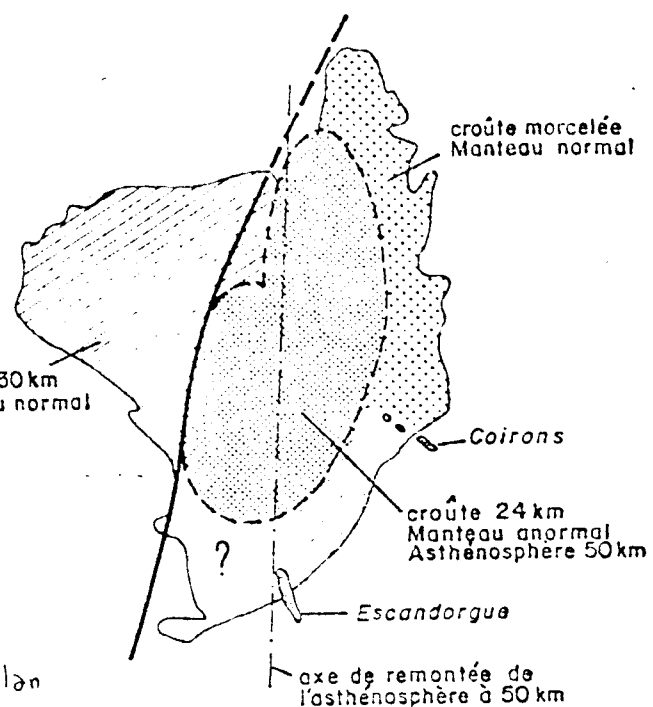 croûte morcelée
Manteau normal
30 km
normal
Coirons
croûte 24 km
Manteau anormal
Asthénosphère 50 km
?
Escandorgue
axe de remontée de
l'asthénosphère à 50 km